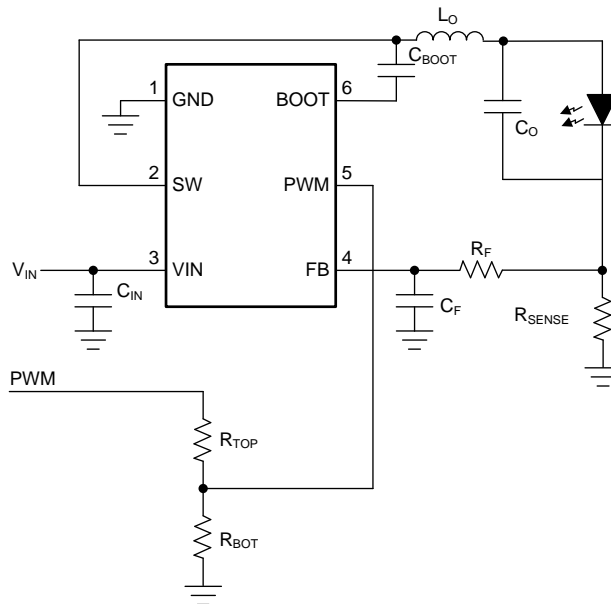 LO
CBOOT
1
6
GND
BOOT
CO
2
5
SW
PWM
3
4
VIN
VIN
FB
RF
CIN
CF
RSENSE
PWM
RTOP
RBOT